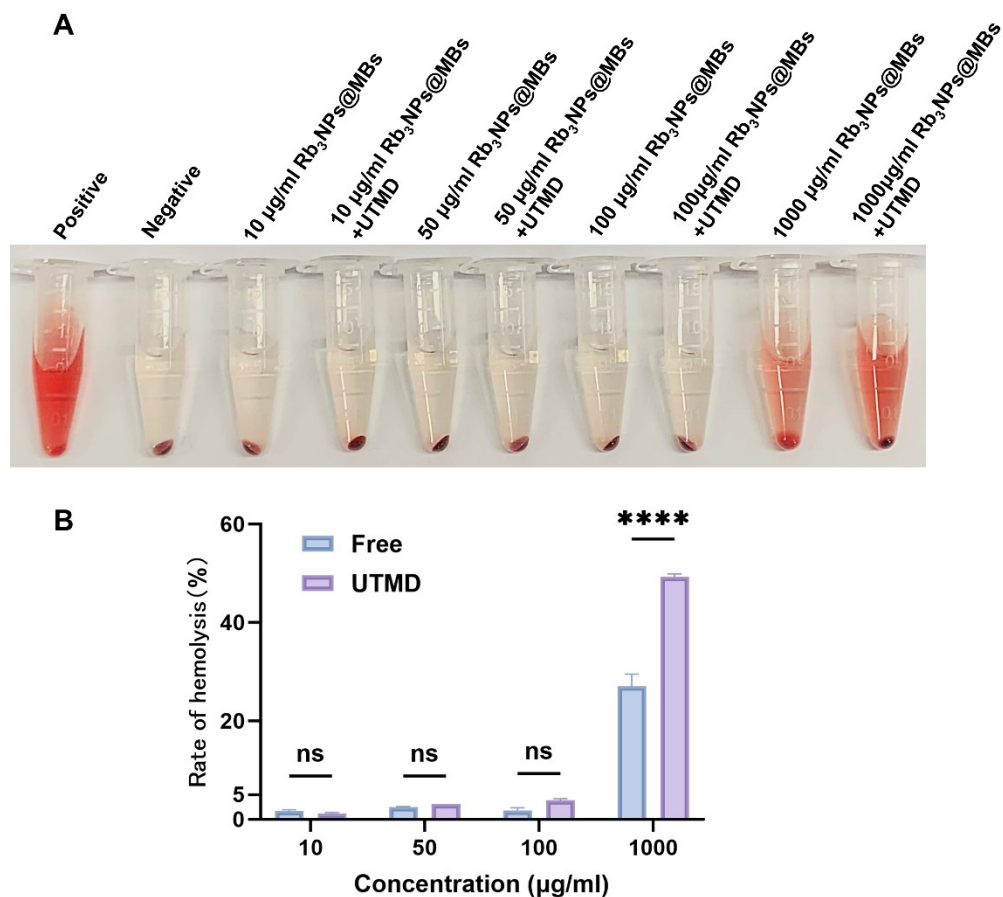 A
Positive
Negative
10 µg/ml Rb₃NPs@MBs
10 µg/ml Rb₃NPs@MBs
+UTMD
50 µg/ml Rb₃NPs@MBs
50 µg/ml Rb₃NPs@MBs
+UTMD
100 µg/ml Rb₃NPs@MBs
100µg/ml Rb₃NPs@MBs
+UTMD
1000 µg/ml Rb₃NPs@MBs
1000µg/ml Rb₃NPs@MBs
+UTMD
B
Rate of hemolysis(%)
60
40
20
5
0
Free
UTMD
ns
ns
ns
****
10
50
100
1000
Concentration (µg/ml)